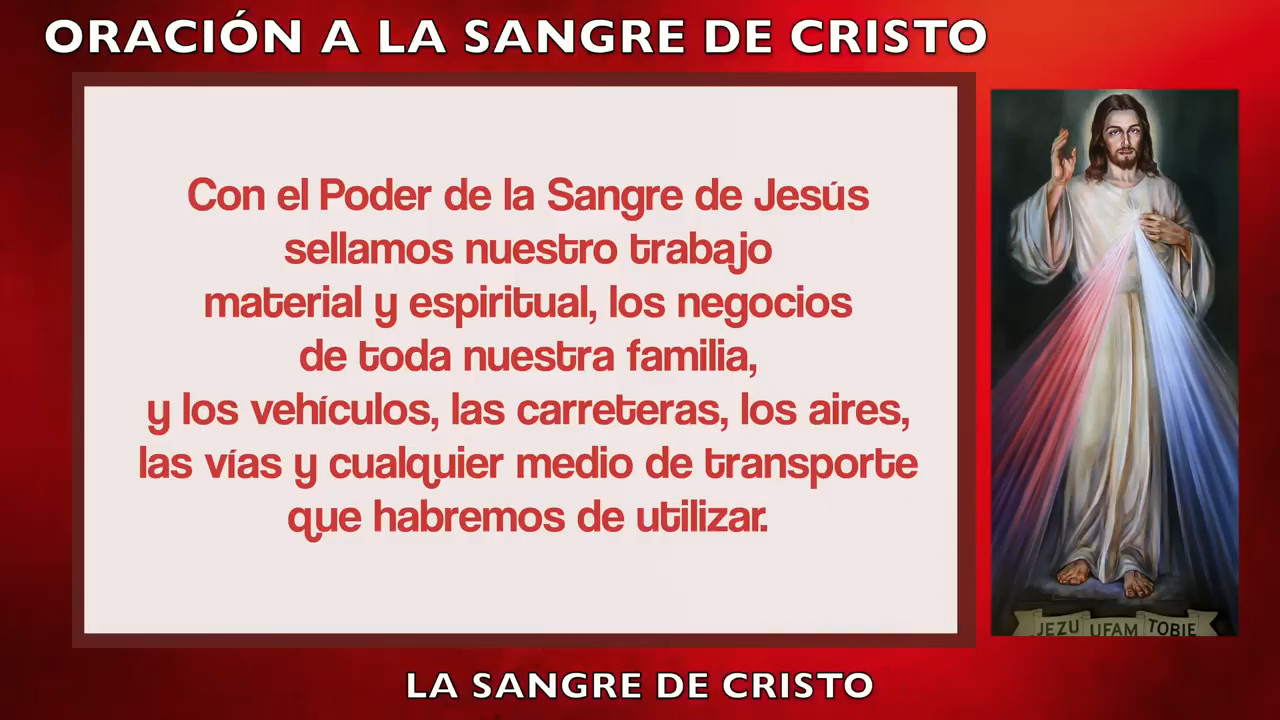 ORACIÓN A LA SANGRE DE CRISTO
Con el Poder de la Sangre de Jesús
sellamos nuestro trabajo
material y espiritual, los negocios
de toda nuestra familia,
y los vehículos, las carreteras, los aires,
las vías y cualquier medio de transporte
que habremos de utilizar.
JEZU UFAM TOBIE
LA SANGRE DE CRISTO